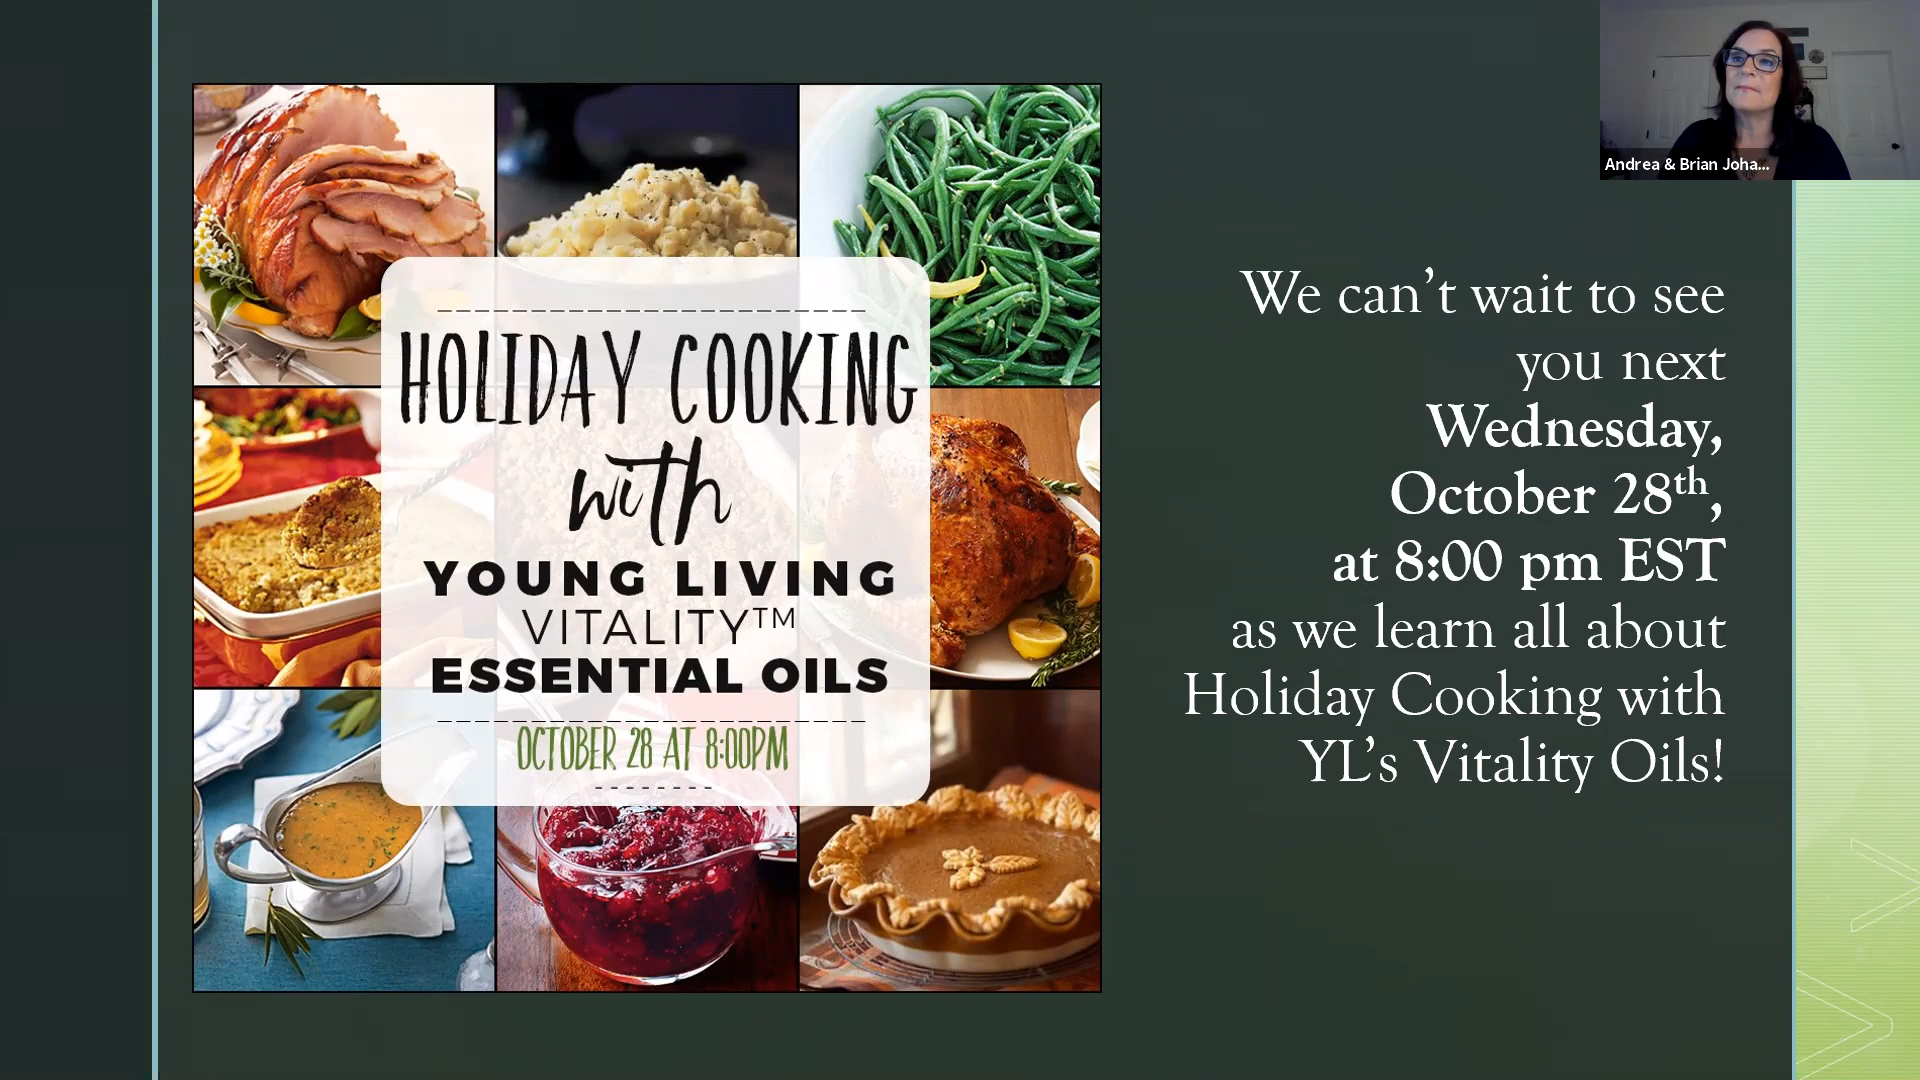 HOLIDAY COOKING
with
YOUNG LIVING
VITALITY™
ESSENTIAL OILS
OCTOBER 28 AT 8:00PM
We can’t wait to see
you next
Wednesday,
October 28th,
at 8:00 pm EST
as we learn all about
Holiday Cooking with
YL’s Vitality Oils!
Andrea & Brian Joha...